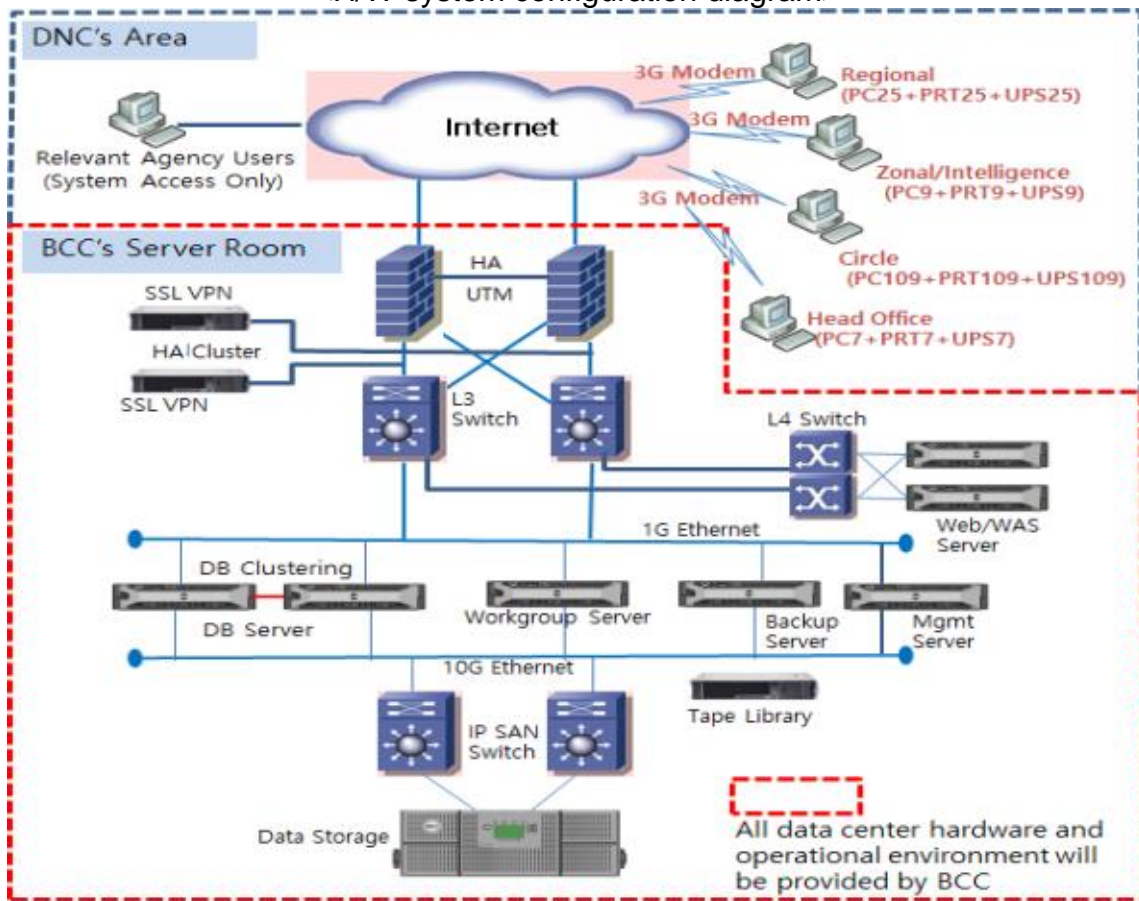 H/W system configuration diagram
DNC's Area
3G Modem
Regional
(PC25+PRT25+UPS25)
3G Modem
Internet
Relevant Agency Users
(System Access Only)
Zonal/Intelligence
(PC9+PRT9+UPS9)
3G Modem
Circle
(PC109+PRT109+UPS109)
Head Office
(PC7+PRT7+UPS7)
BCC's Server Room
HA
UTM
SSL VPN
HA Cluster
SSL VPN
L3
Switch
L4 Switch
Web/WAS
Server
1G Ethernet
DB Clustering
DB Server
Workgroup Server
Backup
Server
Mgmt
Server
10G Ethernet
Tape Library
IP SAN
Switch
Data Storage
All data center hardware and
operational environment will
be provided by BCC